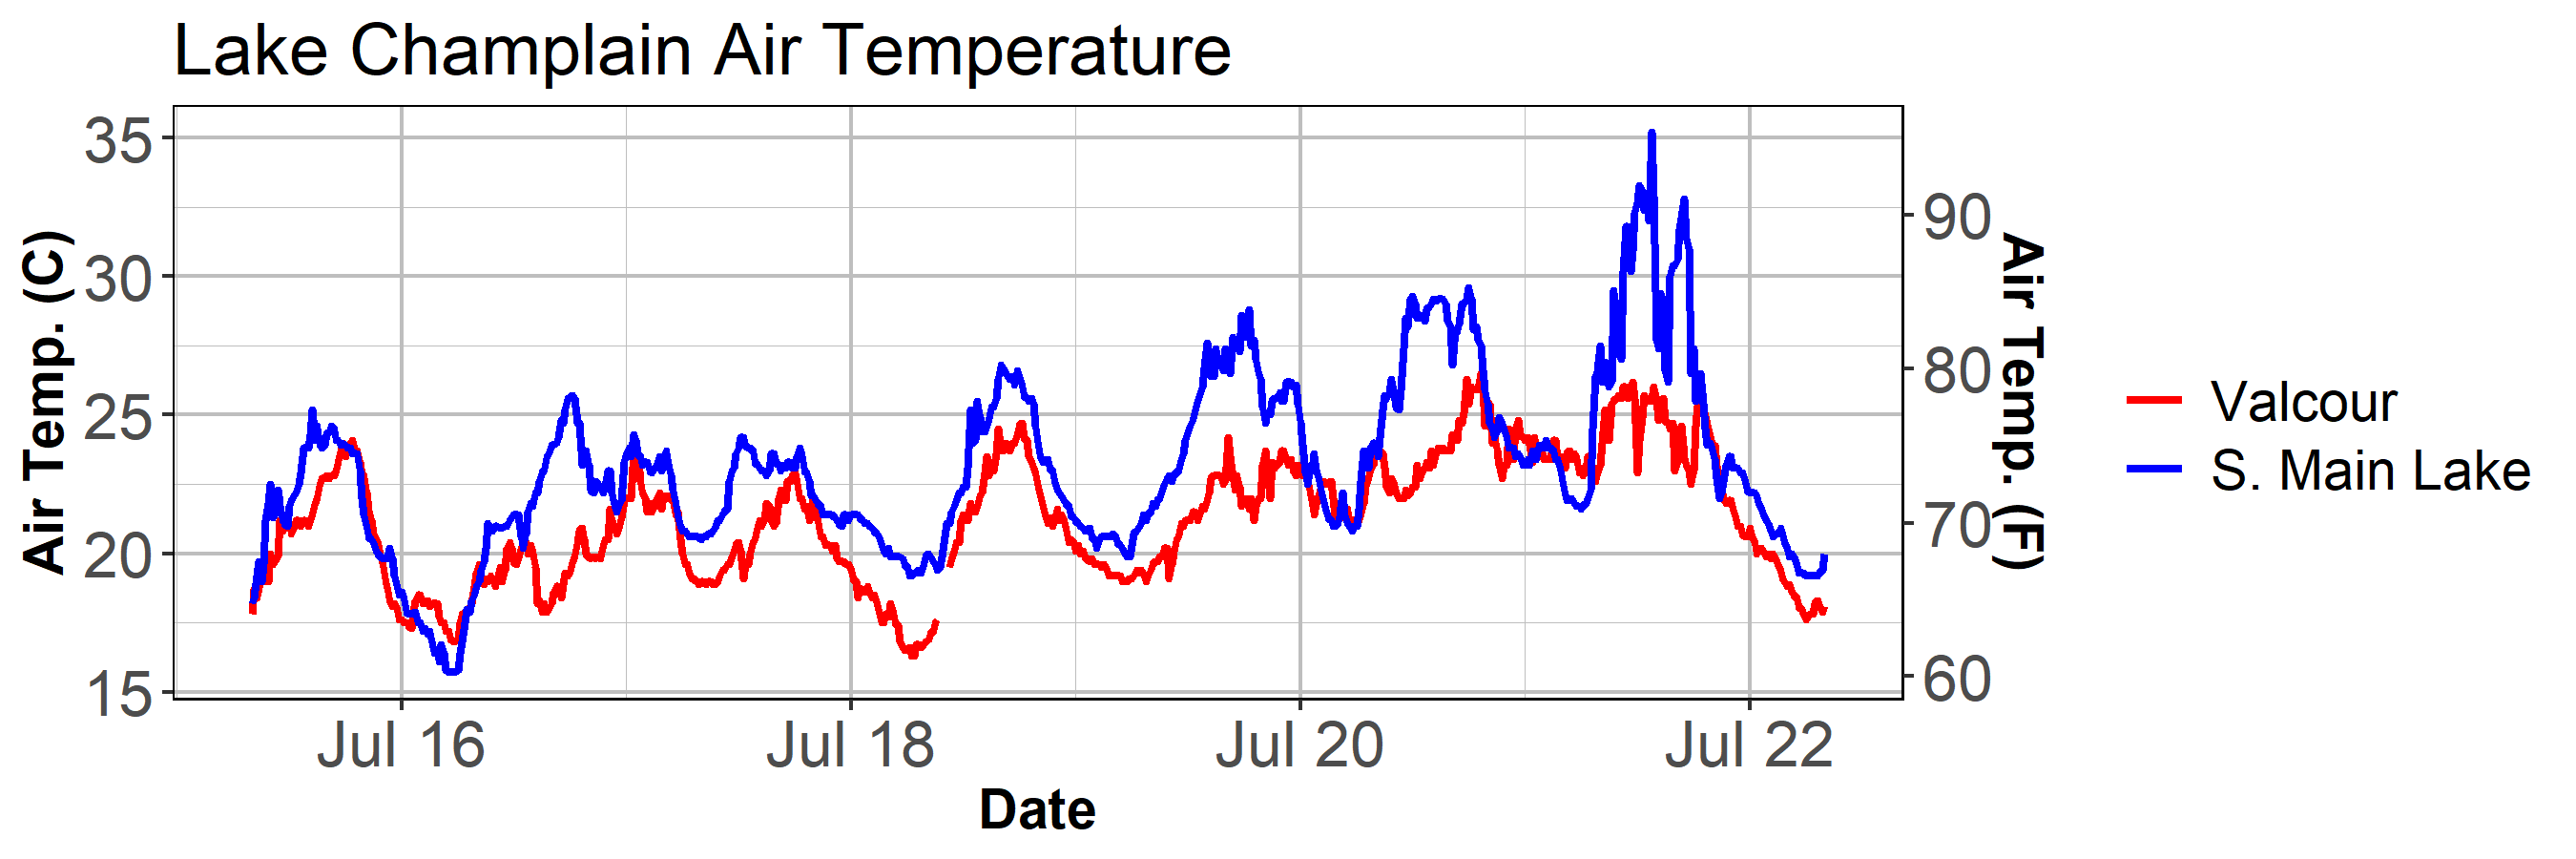 Lake Champlain Air Temperature
Air Temp. (C)
35
30
25
20
15
Jul 16
Jul 18
Jul 20
Jul 22
Date
90
80
70
60
Air Temp. (F)
Valcour
S. Main Lake